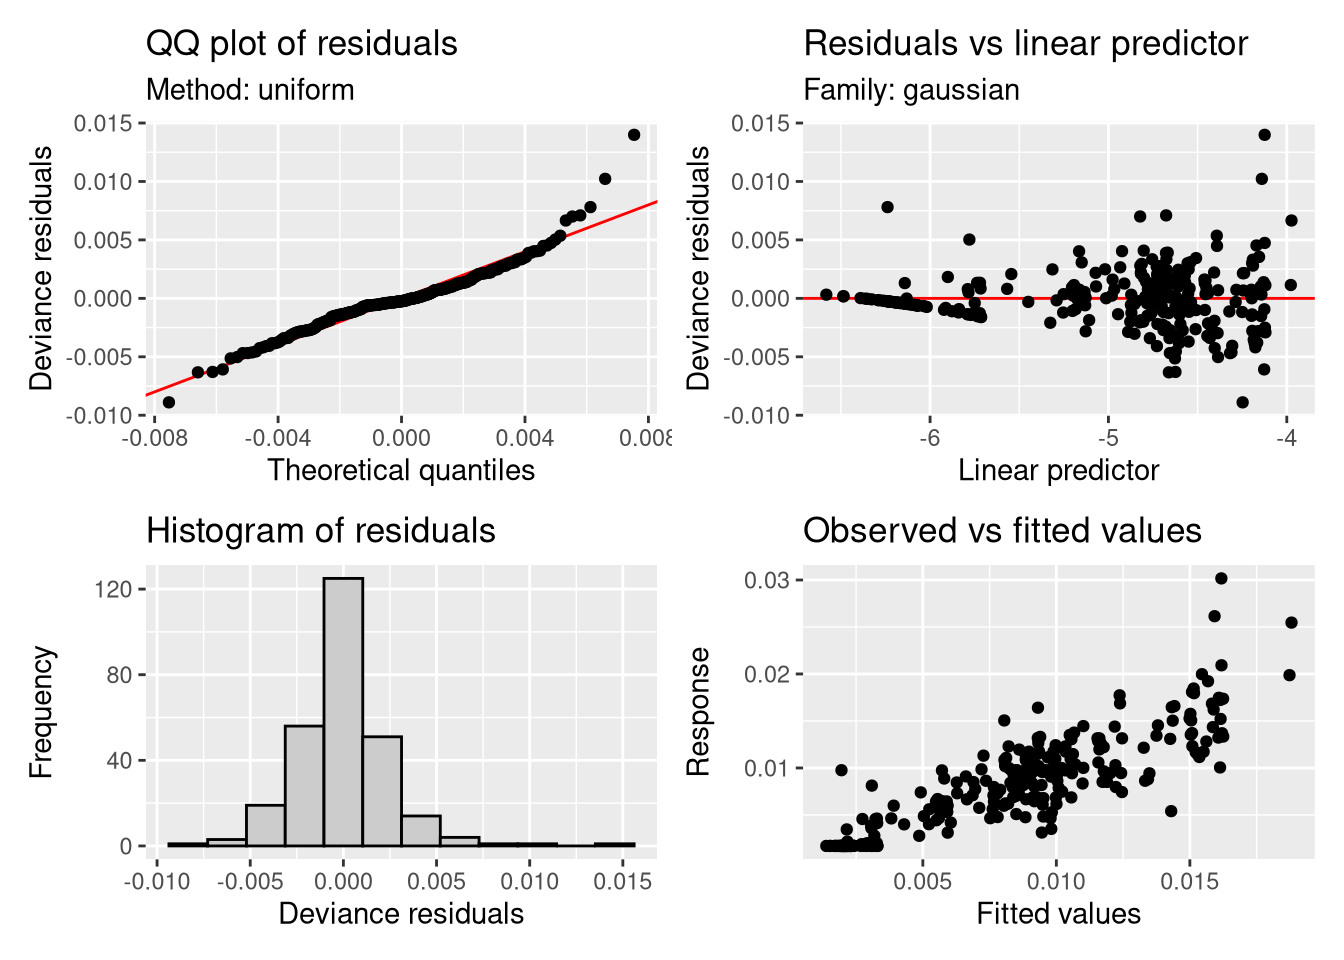 QQ plot of residuals
Method: uniform
0.015
0.010
0.005
0.000
-0.005
-0.010
Deviance residuals
-0.008
-0.004
0.000
0.004
0.008
Theoretical quantiles
Residuals vs linear predictor
Family: gaussian
0.015
0.010
0.005
0.000
-0.005
-0.010
Deviance residuals
-6
-5
-4
Linear predictor
Histogram of residuals
120
80
40
0
Frequency
-0.010
-0.005
0.000
0.005
0.010
0.015
Deviance residuals
Observed vs fitted values
0.03
0.02
0.01
Response
0.005
0.010
0.015
Fitted values